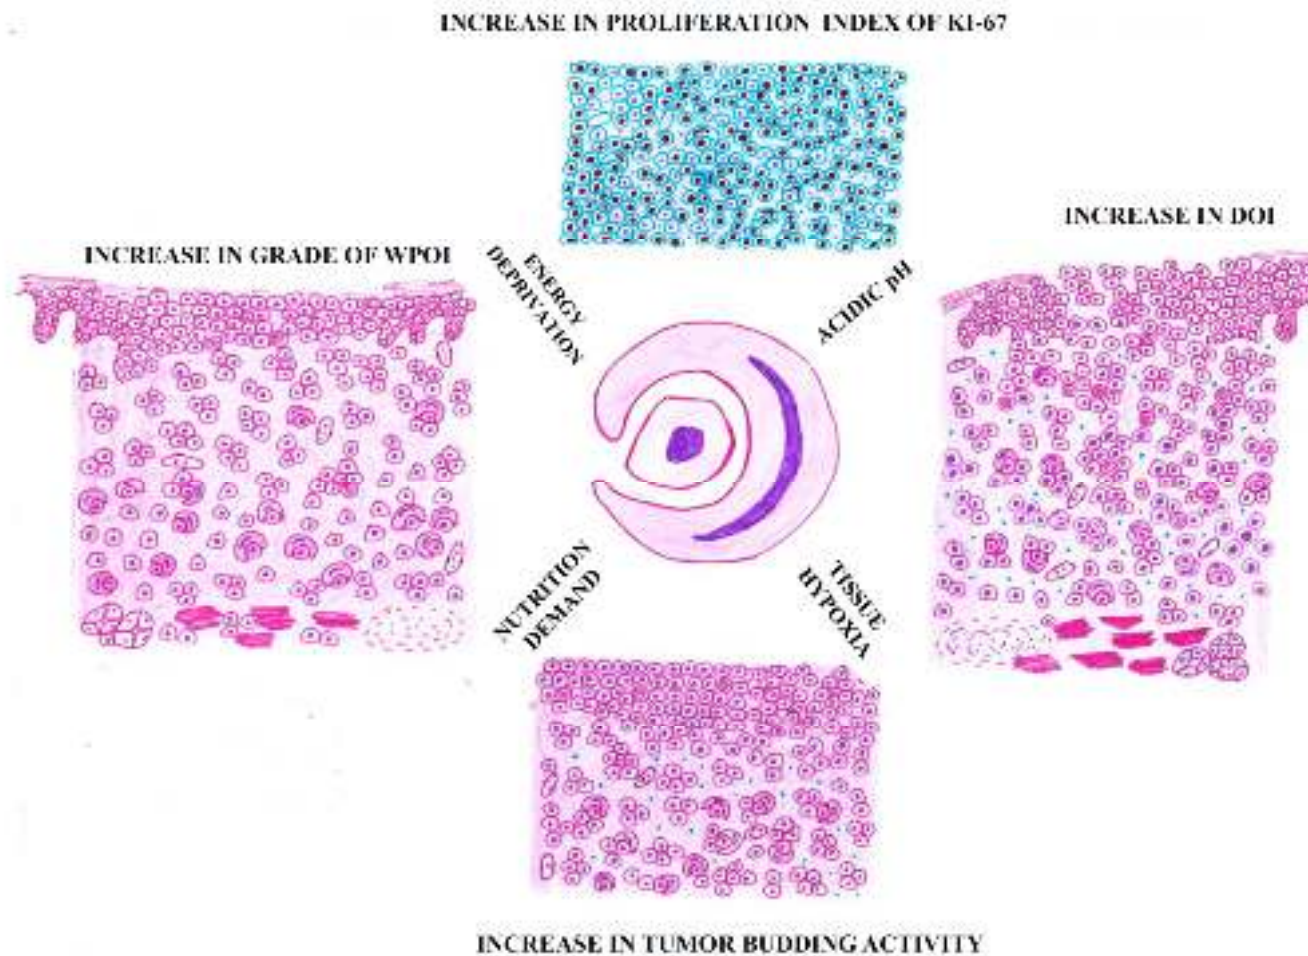 INCREASE IN PROLIFERATION INDEX OF KI-67
INCREASE IN DOI
INCREASE IN GRADE OF WPOI
ENERGY
DEPRIVATION
ACIDIC pH
NUTRITION
DEMAND
TISSUE
HYPOXIA
INCREASE IN TUMOR BUDDING ACTIVITY